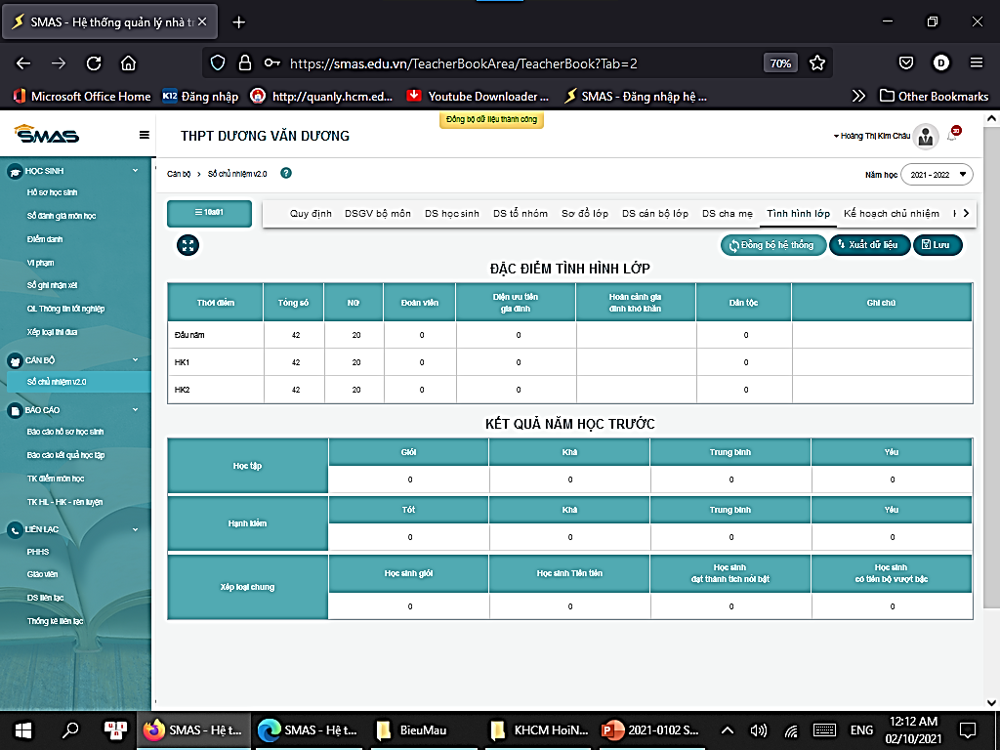 SMAS - Hệ thống quản lý nhà tr
https://smas.edu.vn/TeacherBookArea/TeacherBook?Tab=2
70%
D
Microsoft Office Home
K12 Đăng nhập
http://quanly.hcm.ed...
Youtube Downloader ...
SMAS - Đăng nhập hệ ...
Other Bookmarks
SMAS
THPT DƯƠNG VĂN DƯƠNG
Đồng bộ dữ liệu thành công
Hoàng Thị Kim Châu
30
Cán bộ > Sổ chủ nhiệm v2.0
Năm học 2021 - 2022
HỌC SINH
Hồ sơ học sinh
Sổ đánh giá môn học
Điểm danh
Vi phạm
Sổ ghi nhận xét
QL Thông tin tốt nghiệp
Xếp loại thi đua
CÁN BỘ
Sổ chủ nhiệm v2.0
BÁO CÁO
Báo cáo hồ sơ học sinh
Báo cáo kết quả học tập
TK điểm môn học
TK HL - HK - rèn luyện
LIÊN LẠC
PHHS
Giáo viên
DS liên lạc
Thống kê liên lạc
10a01
Quy định DSGV bộ môn DS học sinh DS tổ nhóm Sơ đồ lớp DS cán bộ lớp DS cha mẹ Tình hình lớp Kế hoạch chủ nhiệm
Đồng bộ hệ thống Xuất dữ liệu Lưu
ĐẶC ĐIỂM TÌNH HÌNH LỚP
Thời điểm Tổng số Nữ Đoàn viên Diện ưu tiên gia đình Hoàn cảnh gia đình khó khăn Dân tộc Ghi chú
Đầu năm 42 20 0 0 0
HK1 42 20 0 0 0
HK2 42 20 0 0 0
KẾT QUẢ NĂM HỌC TRƯỚC
Học tập Giỏi Khá Trung bình Yếu
0 0 0 0
Hạnh kiểm Tốt Khá Trung bình Yếu
0 0 0 0
Xếp loại chung Học sinh giỏi Học sinh Tiên tiến Học sinh đạt thành tích nổi bật Học sinh có tiến bộ vượt bậc
0 0 0 0
SMAS - Hệ t...
SMAS - Hệ t...
BieuMau
KHCM HoiN...
2021-0102 S...
ENG
12:12 AM
02/10/2021